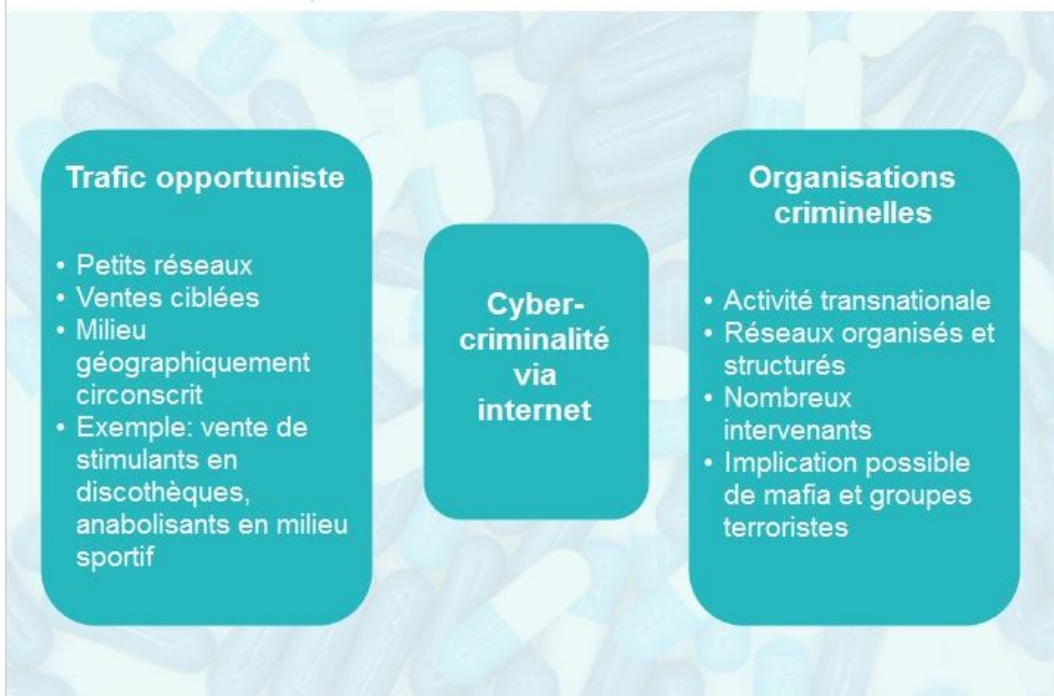 Trafic opportuniste
• Petits réseaux
• Ventes ciblées
• Milieu
géographiquement
circonscrit
• Exemple: vente de
stimulants en
discothèques,
anabolisants en milieu
sportif
Cyber-
criminalité
via
internet
Organisations
criminelles
• Activité transnationale
• Réseaux organisés et
structurés
• Nombreux
intervenants
• Implication possible
de mafia et groupes
terroristes